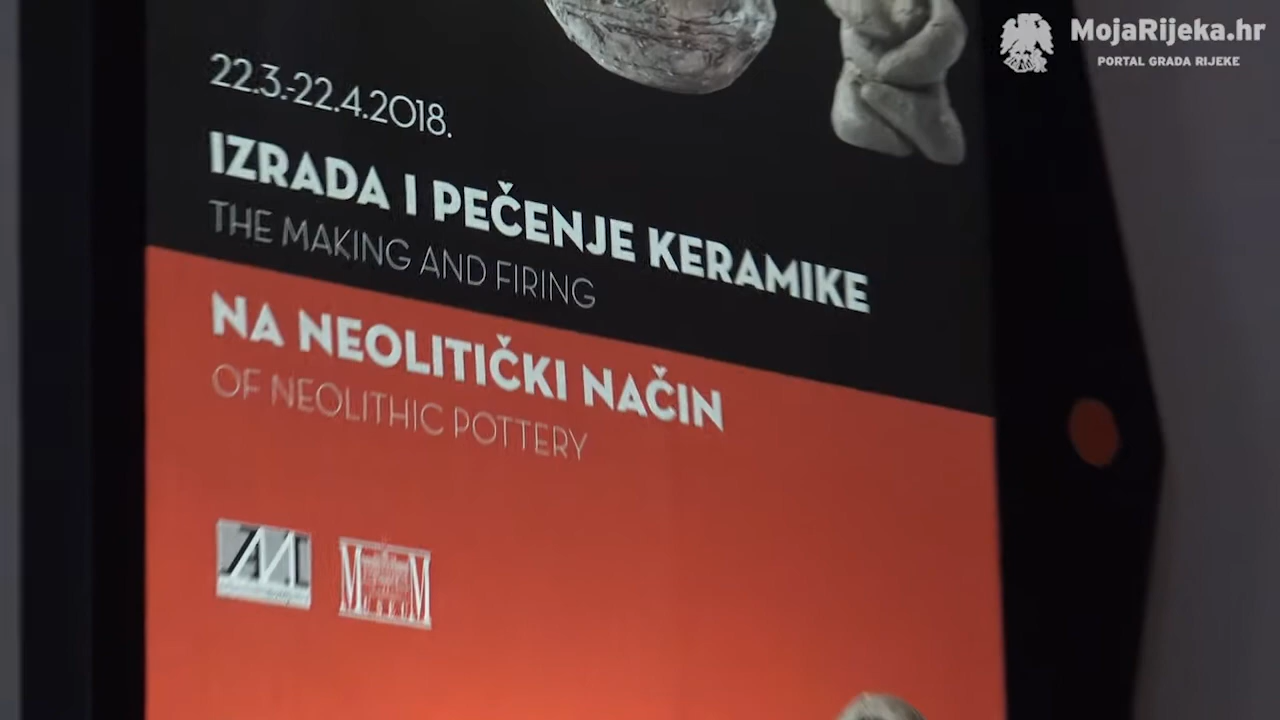 MojaRijeka.hr
PORTAL GRADA RIJEKE
22.3.-22.4.2018.
IZRADA I PEČENJE KERAMIKE
THE MAKING AND FIRING
NA NEOLITIČKI NAČIN
OF NEOLITHIC POTTERY
MUSEUM